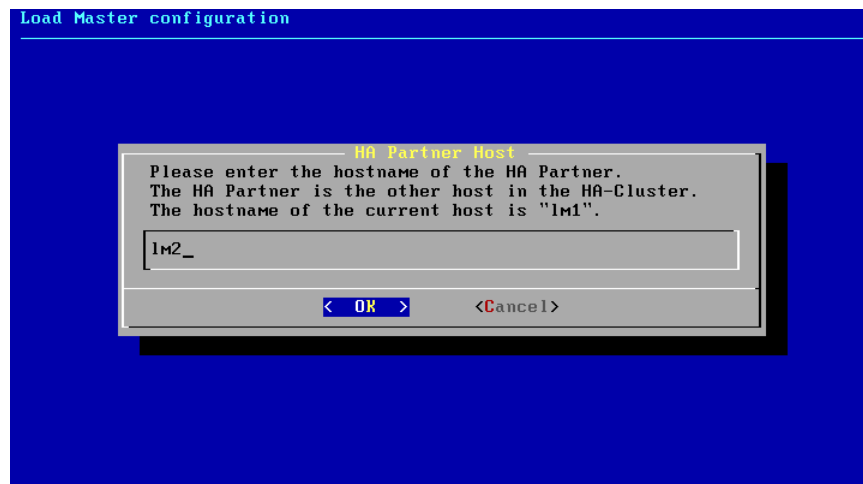 Load Master configuration
HA Partner Host
Please enter the hostname of the HA Partner.
The HA Partner is the other host in the HA-Cluster.
The hostname of the current host is "lm1".
lm2_
< OK > <Cancel>